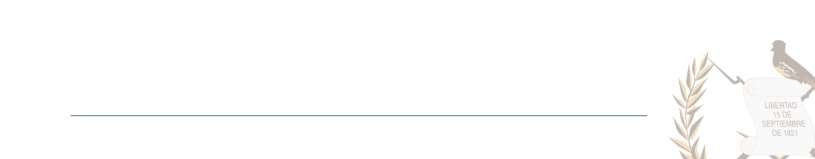 LIBERTAD
15 DE
SEPTIEMBRE
DE 1821